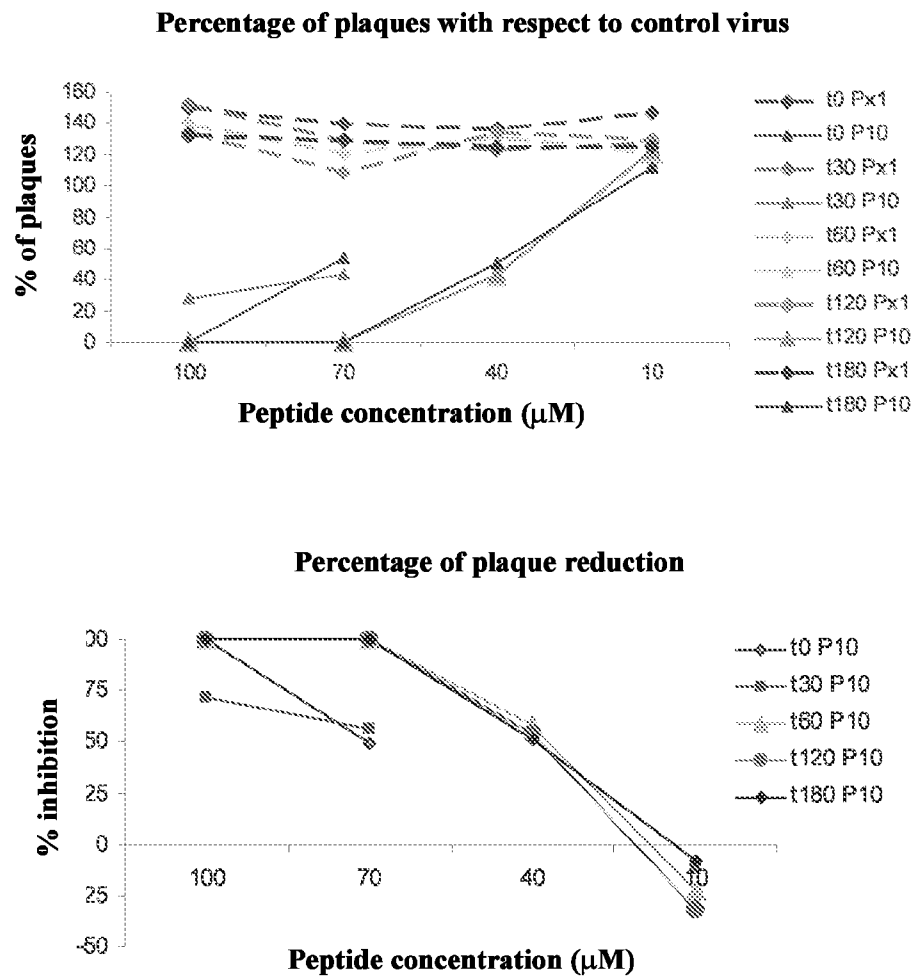 Percentage of plaques with respect to control virus
160
140
120
100
80
60
40
20
0
% of plaques
100 70 40 10
Peptide concentration (μM)
t0 Px1
t0 P10
t30 Px1
t30 P10
t60 Px1
t60 P10
t120 Px1
t120 P10
t180 Px1
t180 P10
Percentage of plaque reduction
00
75
50
25
0
25
-50
% inhibition
100 70 40 10
Peptide concentration (μM)
t0 P10
t30 P10
t60 P10
t120 P10
t180 P10